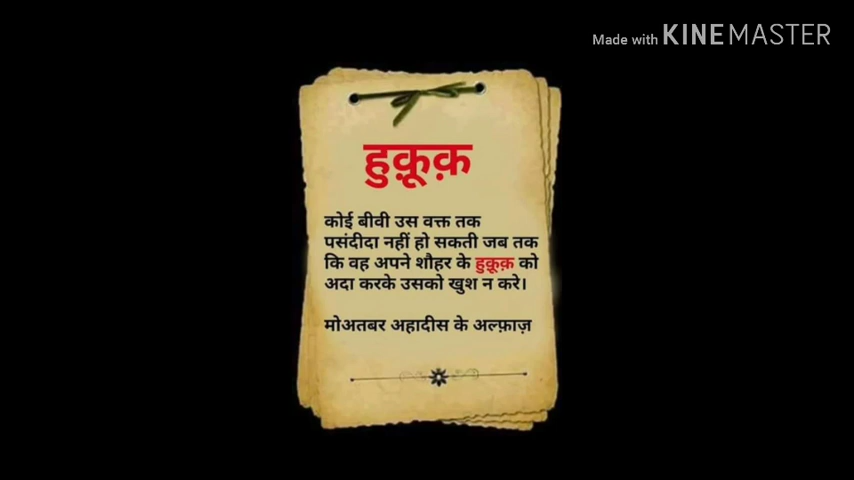 Made with KINEMASTER
हुक़ूक़
कोई बीवी उस वक्त तक
पसंदीदा नहीं हो सकती जब तक
कि वह अपने शौहर के हुक़ूक़ को
अदा करके उसको खुश न करे।
मोअतबर अहादीस के अल्फ़ाज़